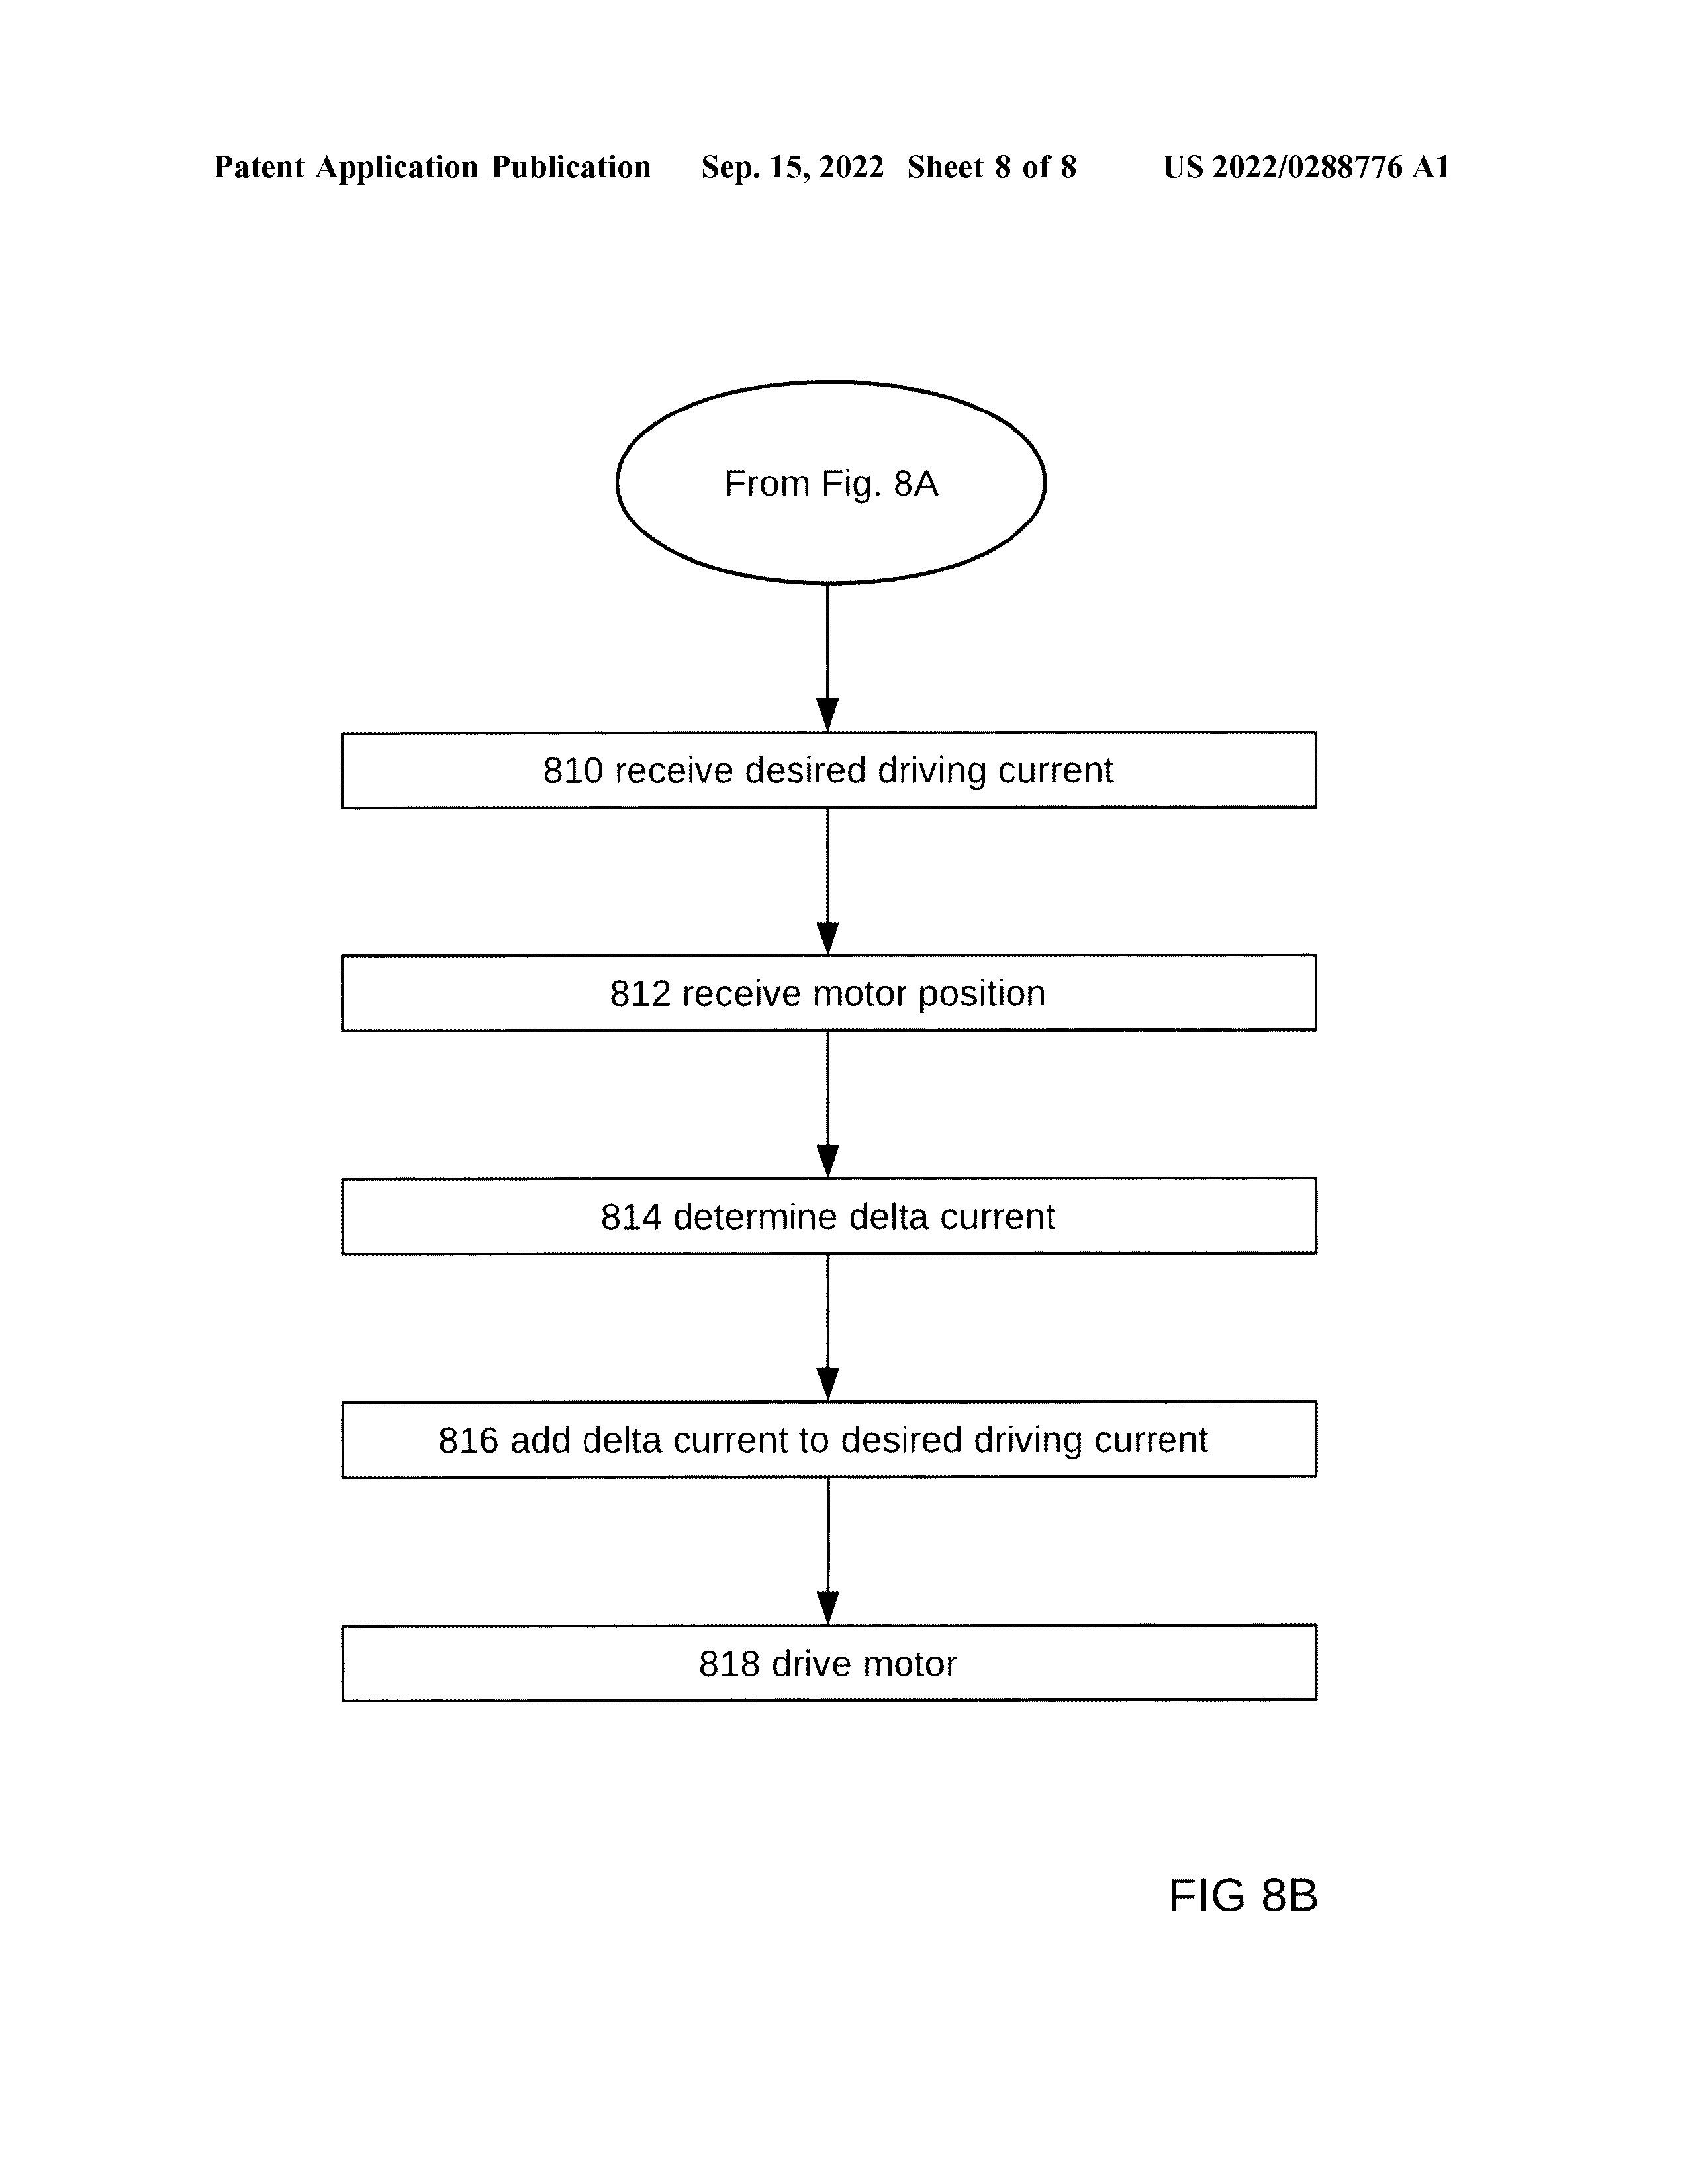 Patent Application Publication Sep. 15, 2022 Sheet 8 of 8 US 2022/0288776 A1
From Fig. 8A
810 receive desired driving current
812 receive motor position
814 determine delta current
816 add delta current to desired driving current
818 drive motor
FIG 8B